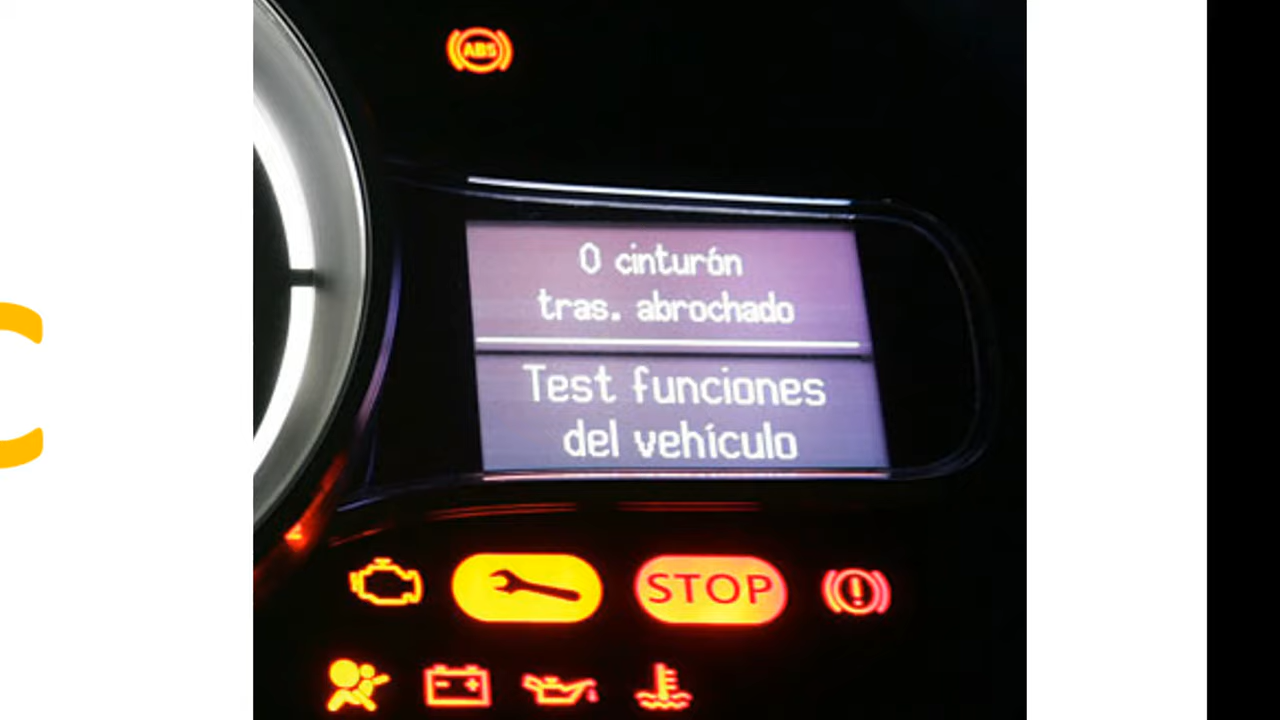 ABS
0 cinturón
tras. abrochado
Test funciones
del vehículo
STOP